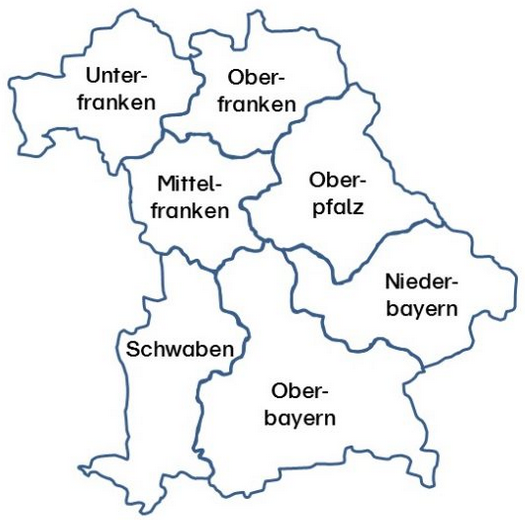 Unter-
franken
Ober-
franken
Mittel-
franken
Ober-
pfalz
Nieder-
bayern
Schwaben
Ober-
bayern